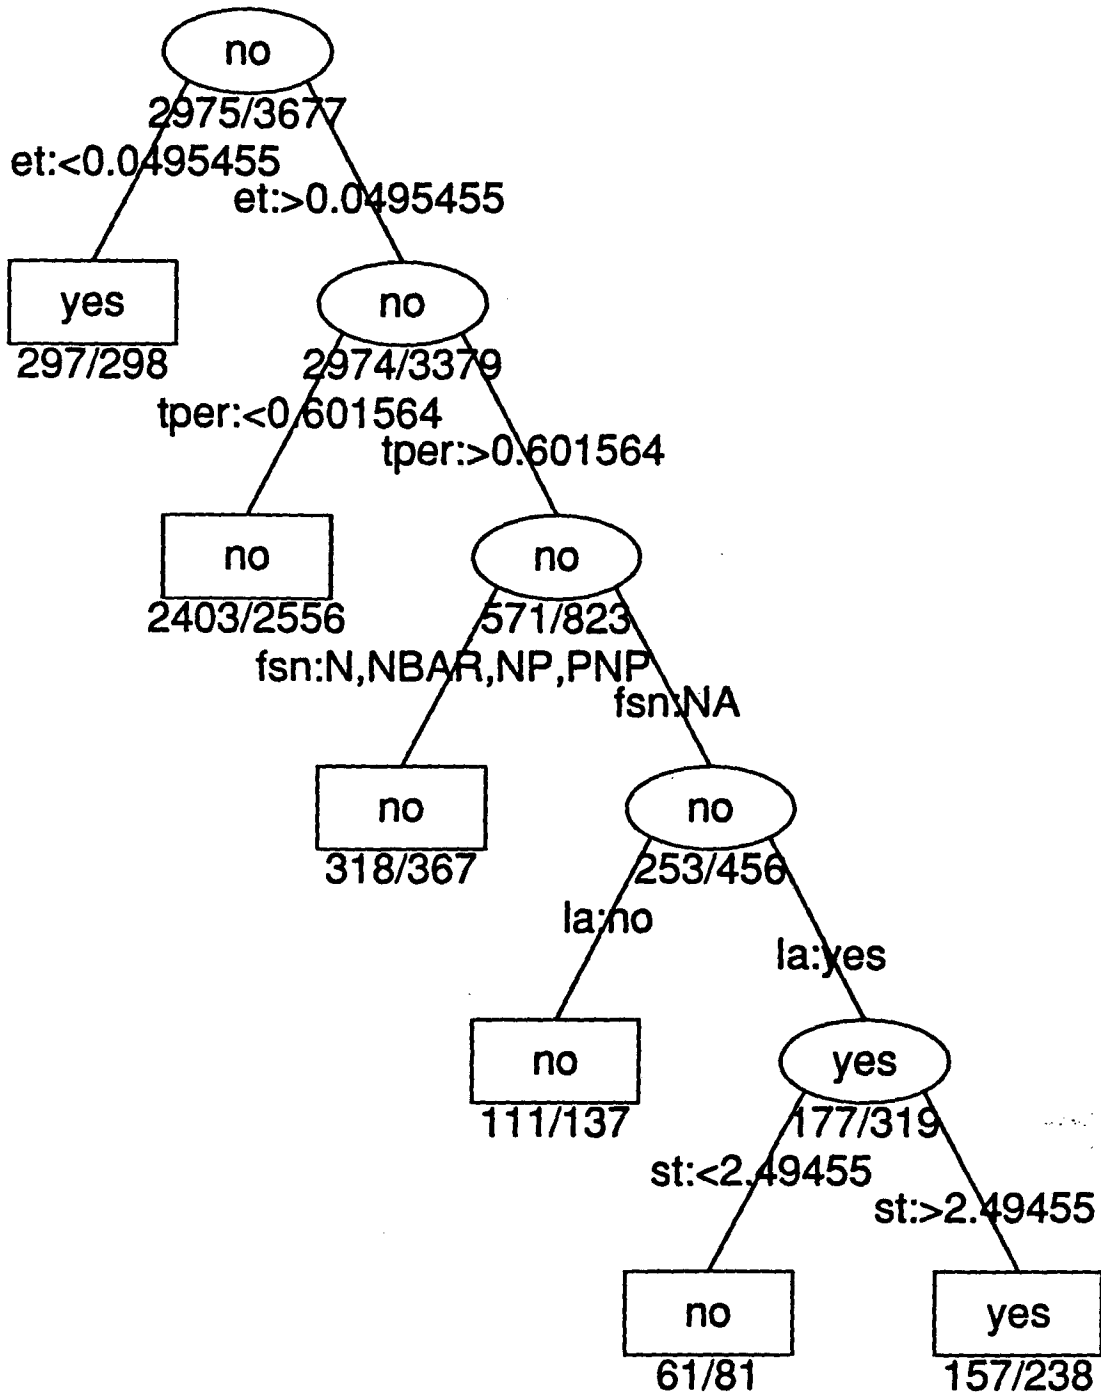 no
2975/3677
et:<0.0495455
et:>0.0495455
yes
297/298
no
2974/3379
tper:<0.601564
tper:>0.601564
no
2403/2556
no
571/823
fsn:N,NBAR,NP,PNP
fsn:NA
no
318/367
no
253/456
la:no
la:yes
no
111/137
yes
177/319
st:<2.49455
st:>2.49455
no
61/81
yes
157/238